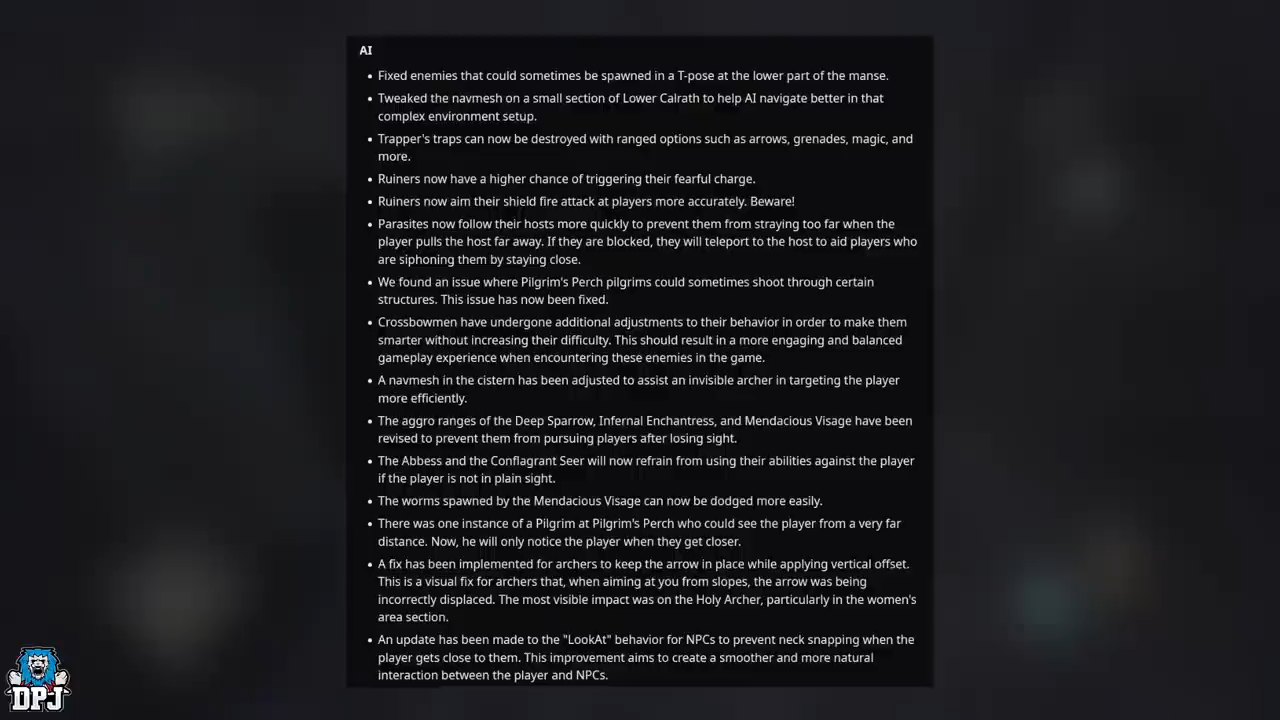 AI
• Fixed enemies that could sometimes be spawned in a T-pose at the lower part of the manse.
• Tweaked the navmesh on a small section of Lower Calrath to help AI navigate better in that
complex environment setup.
• Trapper's traps can now be destroyed with ranged options such as arrows, grenades, magic, and
more.
• Ruiners now have a higher chance of triggering their fearful charge.
• Ruiners now aim their shield fire attack at players more accurately. Beware!
• Parasites now follow their hosts more quickly to prevent them from straying too far when the
player pulls the host far away. If they are blocked, they will teleport to the host to aid players who
are siphoning them by staying close.
• We found an issue where Pilgrim's Perch pilgrims could sometimes shoot through certain
structures. This issue has now been fixed.
• Crossbowmen have undergone additional adjustments to their behavior in order to make them
smarter without increasing their difficulty. This should result in a more engaging and balanced
gameplay experience when encountering these enemies in the game.
• A navmesh in the cistern has been adjusted to assist an invisible archer in targeting the player
more efficiently.
• The aggro ranges of the Deep Sparrow, Infernal Enchantress, and Mendacious Visage have been
revised to prevent them from pursuing players after losing sight.
• The Abbess and the Conflagrant Seer will now refrain from using their abilities against the player
if the player is not in plain sight.
• The worms spawned by the Mendacious Visage can now be dodged more easily.
• There was one instance of a Pilgrim at Pilgrim's Perch who could see the player from a very far
distance. Now, he will only notice the player when they get closer.
• A fix has been implemented for archers to keep the arrow in place while applying vertical offset.
This is a visual fix for archers that, when aiming at you from slopes, the arrow was being
incorrectly displaced. The most visible impact was on the Holy Archer, particularly in the women's
area section.
• An update has been made to the "LookAt" behavior for NPCs to prevent neck snapping when the
player gets close to them. This improvement aims to create a smoother and more natural
interaction between the player and NPCs.
DPJ